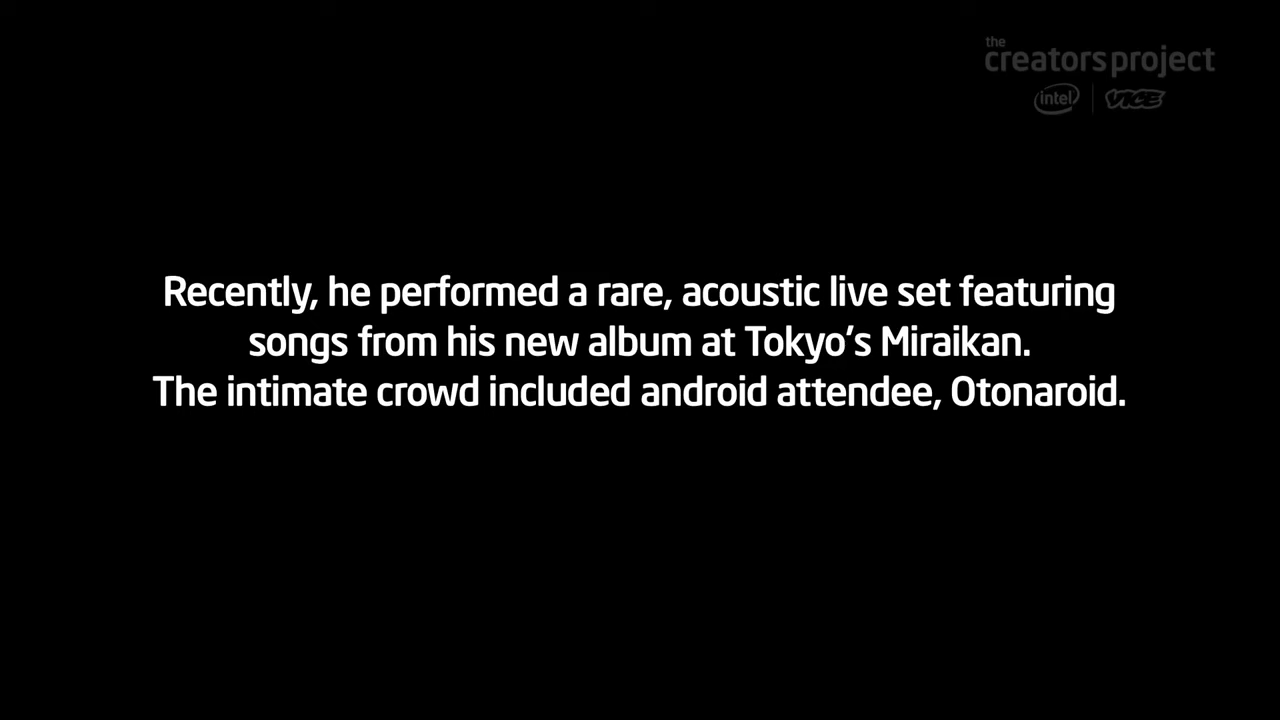 the
creatorsproject
intel | VICE
Recently, he performed a rare, acoustic live set featuring
songs from his new album at Tokyo’s Miraikan.
The intimate crowd included android attendee, Otonaroid.